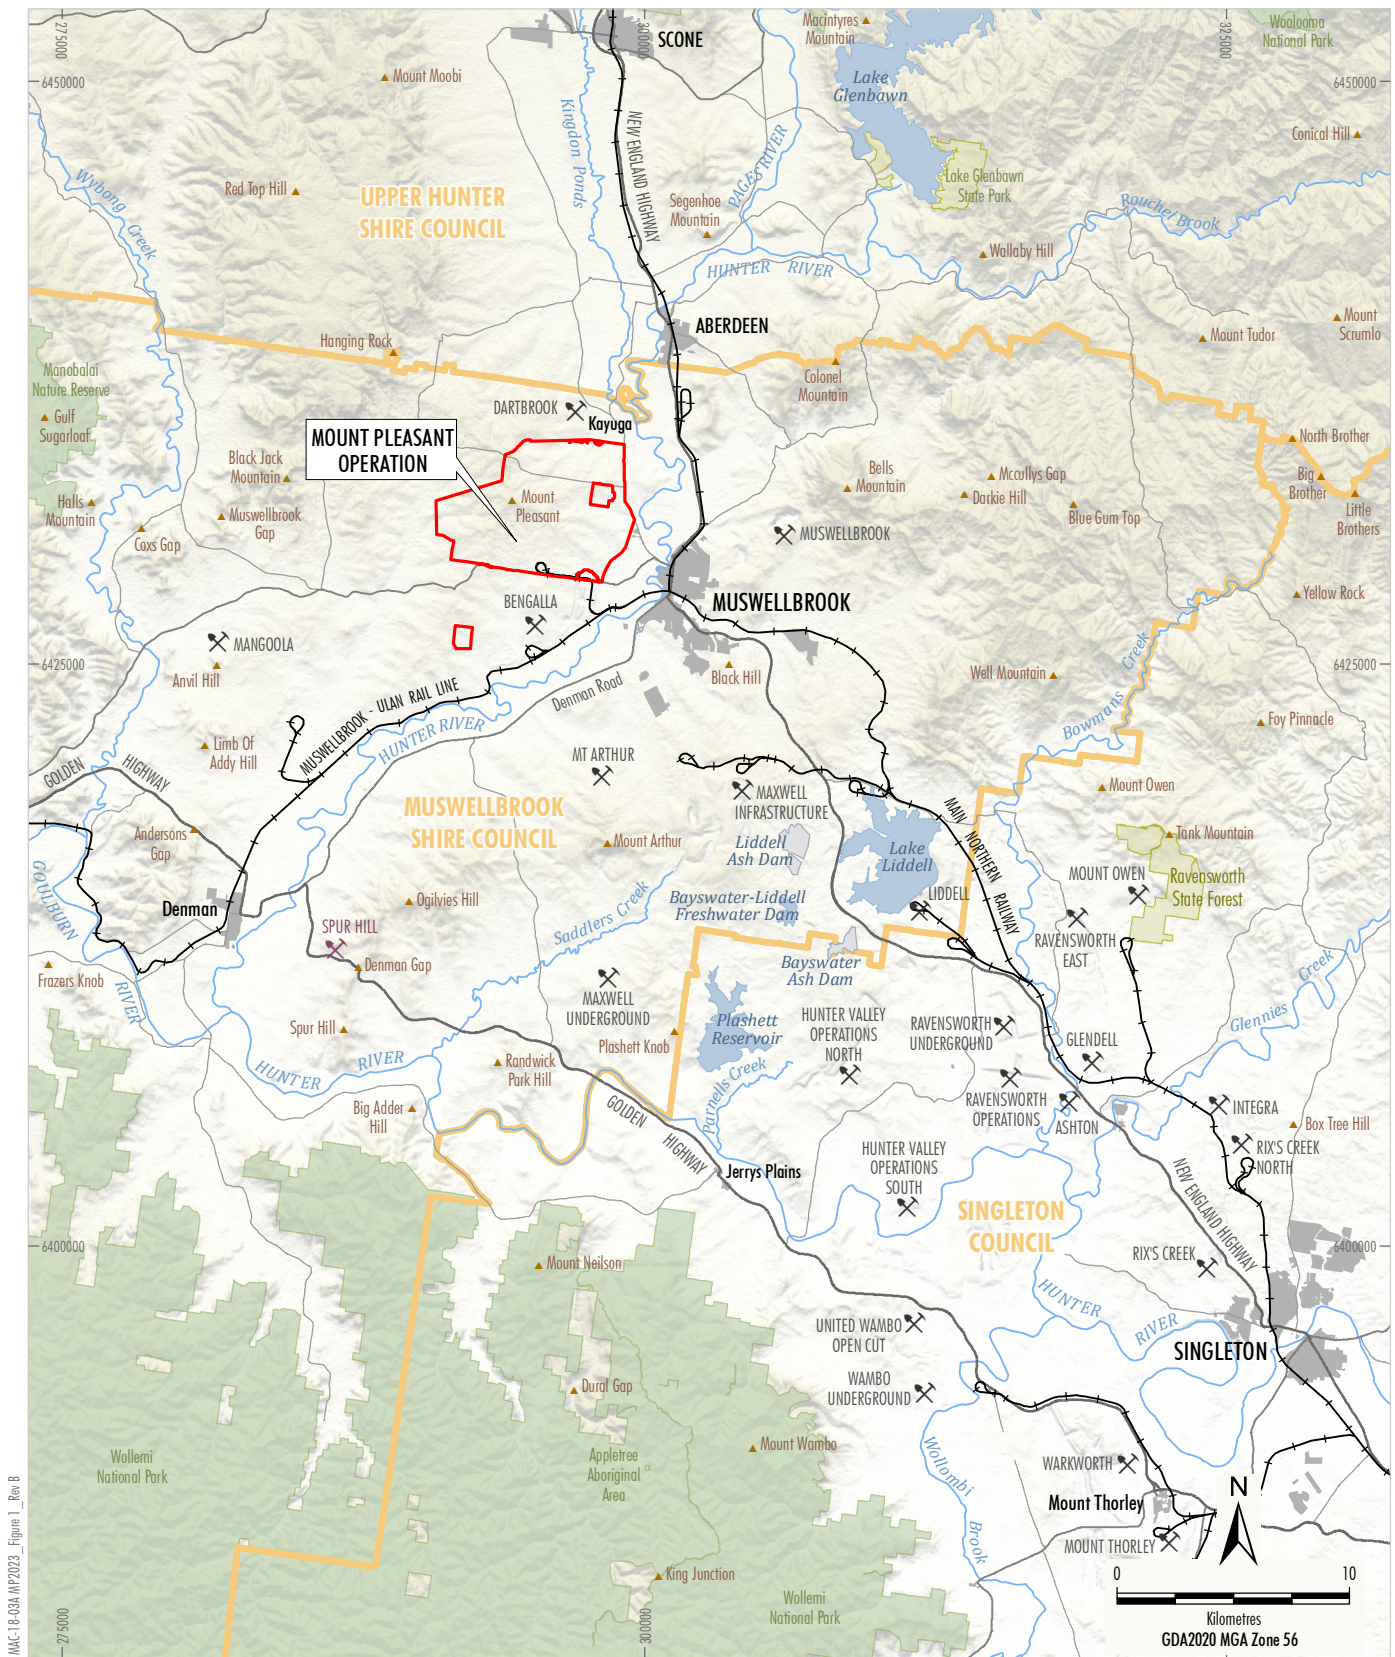 275000
300000
325000
SCONE
Macintyres
Mountain
Woolooma
National Park
6450000
Mount Moobi
Lake
Glenbawn
6450000
Kingdon Ponds
NEW ENGLAND HIGHWAY
Conical Hill
Wybong Creek
Red Top Hill
UPPER HUNTER
SHIRE COUNCIL
PAGES RIVER
Segenhoe
Mountain
Lake Glenbawn
State Park
Rouchel Brook
Wallaby Hill
HUNTER RIVER
ABERDEEN
Mount
Scrumlo
Mount Tudor
Hanging Rock
Manobalai
Nature Reserve
Colonel
Mountain
Gulf
Sugarloaf
DARTBROOK
Kayuga
MOUNT PLEASANT
OPERATION
North Brother
Black Jack
Mountain
Bells
Mountain
Mccullys Gap
Big
Brother
Darkie Hill
Halls
Mountain
Mount
Pleasant
Blue Gum Top
Little
Brothers
Muswellbrook
Gap
Coxs Gap
MUSWELLBROOK
BENGALLA
MUSWELLBROOK
Yellow Rock
MANGOOLA
6425000
6425000
Anvil Hill
Black Hill
Well Mountain
Bowmans Creek
MUSWELLBROOK - ULAN RAIL LINE
Denman Road
HUNTER RIVER
Foy Pinnacle
Limb Of
Addy Hill
GOLDEN HIGHWAY
MT ARTHUR
MAXWELL
INFRASTRUCTURE
Mount Owen
MUSWELLBROOK
SHIRE COUNCIL
MAIN NORTHERN RAILWAY
Andersons
Gap
Mount Arthur
Liddell
Ash Dam
Lake
Liddell
Tank Mountain
GOULBURN RIVER
MOUNT OWEN
Ravensworth
State Forest
Ogilvies Hill
Bayswater-Liddell
Freshwater Dam
LIDDELL
Denman
Saddlers Creek
SPUR HILL
RAVENSWORTH
EAST
Denman Gap
Frazers Knob
Bayswater
Ash Dam
MAXWELL
UNDERGROUND
Glennies Creek
Spur Hill
Plashett
Reservoir
HUNTER VALLEY
OPERATIONS
NORTH
RAVENSWORTH
UNDERGROUND
Plashett Knob
GLENDELL
HUNTER RIVER
Randwick
Park Hill
Parnells Creek
RAVENSWORTH
OPERATIONS
Big Adder
Hill
GOLDEN HIGHWAY
INTEGRA
ASHTON
Box Tree Hill
RIX'S CREEK
NORTH
HUNTER VALLEY
OPERATIONS
SOUTH
Jerrys Plains
NEW ENGLAND HIGHWAY
SINGLETON
COUNCIL
6400000
6400000
RIX'S CREEK
Mount Neilson
HUNTER RIVER
UNITED WAMBO
OPEN CUT
SINGLETON
WAMBO
UNDERGROUND
Dural Gap
Mount Wambo
Wollemi
National Park
Appletree
Aboriginal
Area
Wollombi Brook
WARKWORTH
Mount Thorley
N
MOUNT THORLEY
King Junction
Wollemi
National Park
0
10
Kilometres
GDA2020 MGA Zone 56
275000
300000
MAC-18-03A MP2023_Figure 1_Rev B